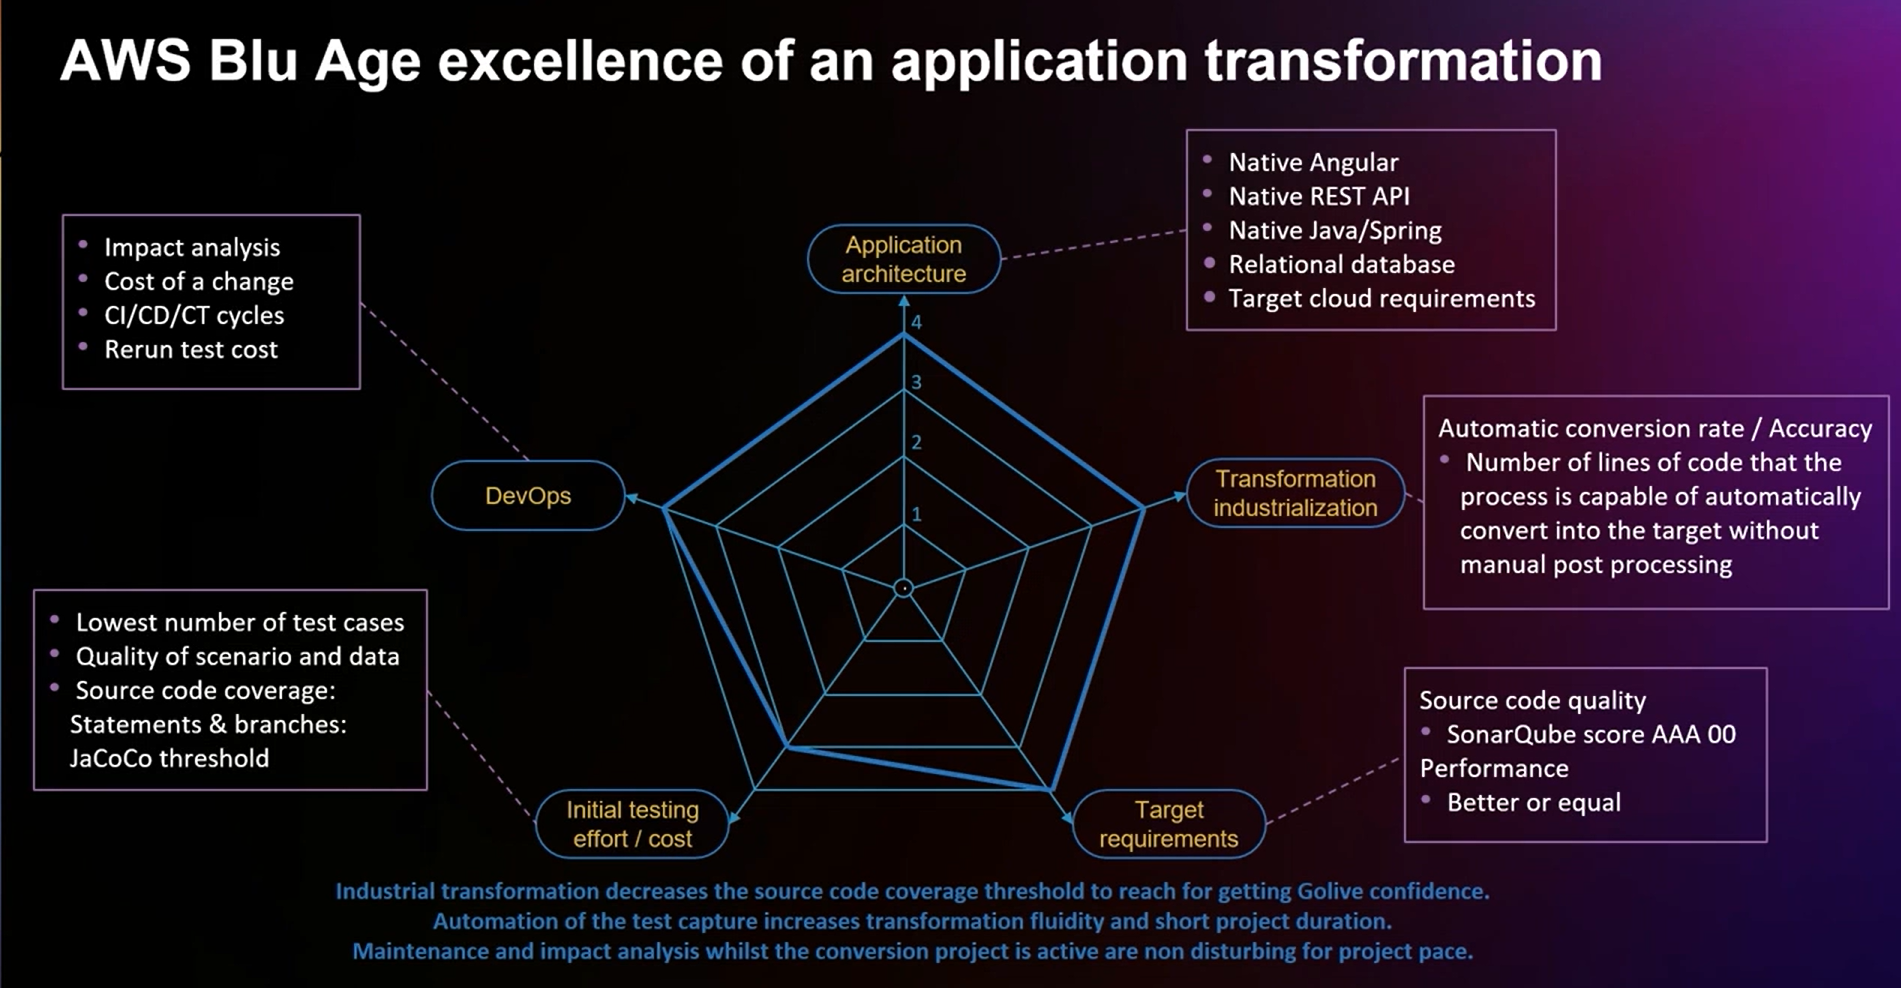 AWS Blu Age excellence of an application transformation
• Native Angular
• Native REST API
• Native Java/Spring
• Relational database
• Target cloud requirements
• Impact analysis
• Cost of a change
• CI/CD/CT cycles
• Rerun test cost
Application
architecture
4
3
2
1
DevOps
Transformation
industrialization
Automatic conversion rate / Accuracy
• Number of lines of code that the
process is capable of automatically
convert into the target without
manual post processing
• Lowest number of test cases
• Quality of scenario and data
• Source code coverage:
Statements & branches:
JaCoCo threshold
Source code quality
• SonarQube score AAA 00
Performance
• Better or equal
Initial testing
effort / cost
Target
requirements
Industrial transformation decreases the source code coverage threshold to reach for getting Golive confidence.
Automation of the test capture increases transformation fluidity and short project duration.
Maintenance and impact analysis whilst the conversion project is active are non disturbing for project pace.